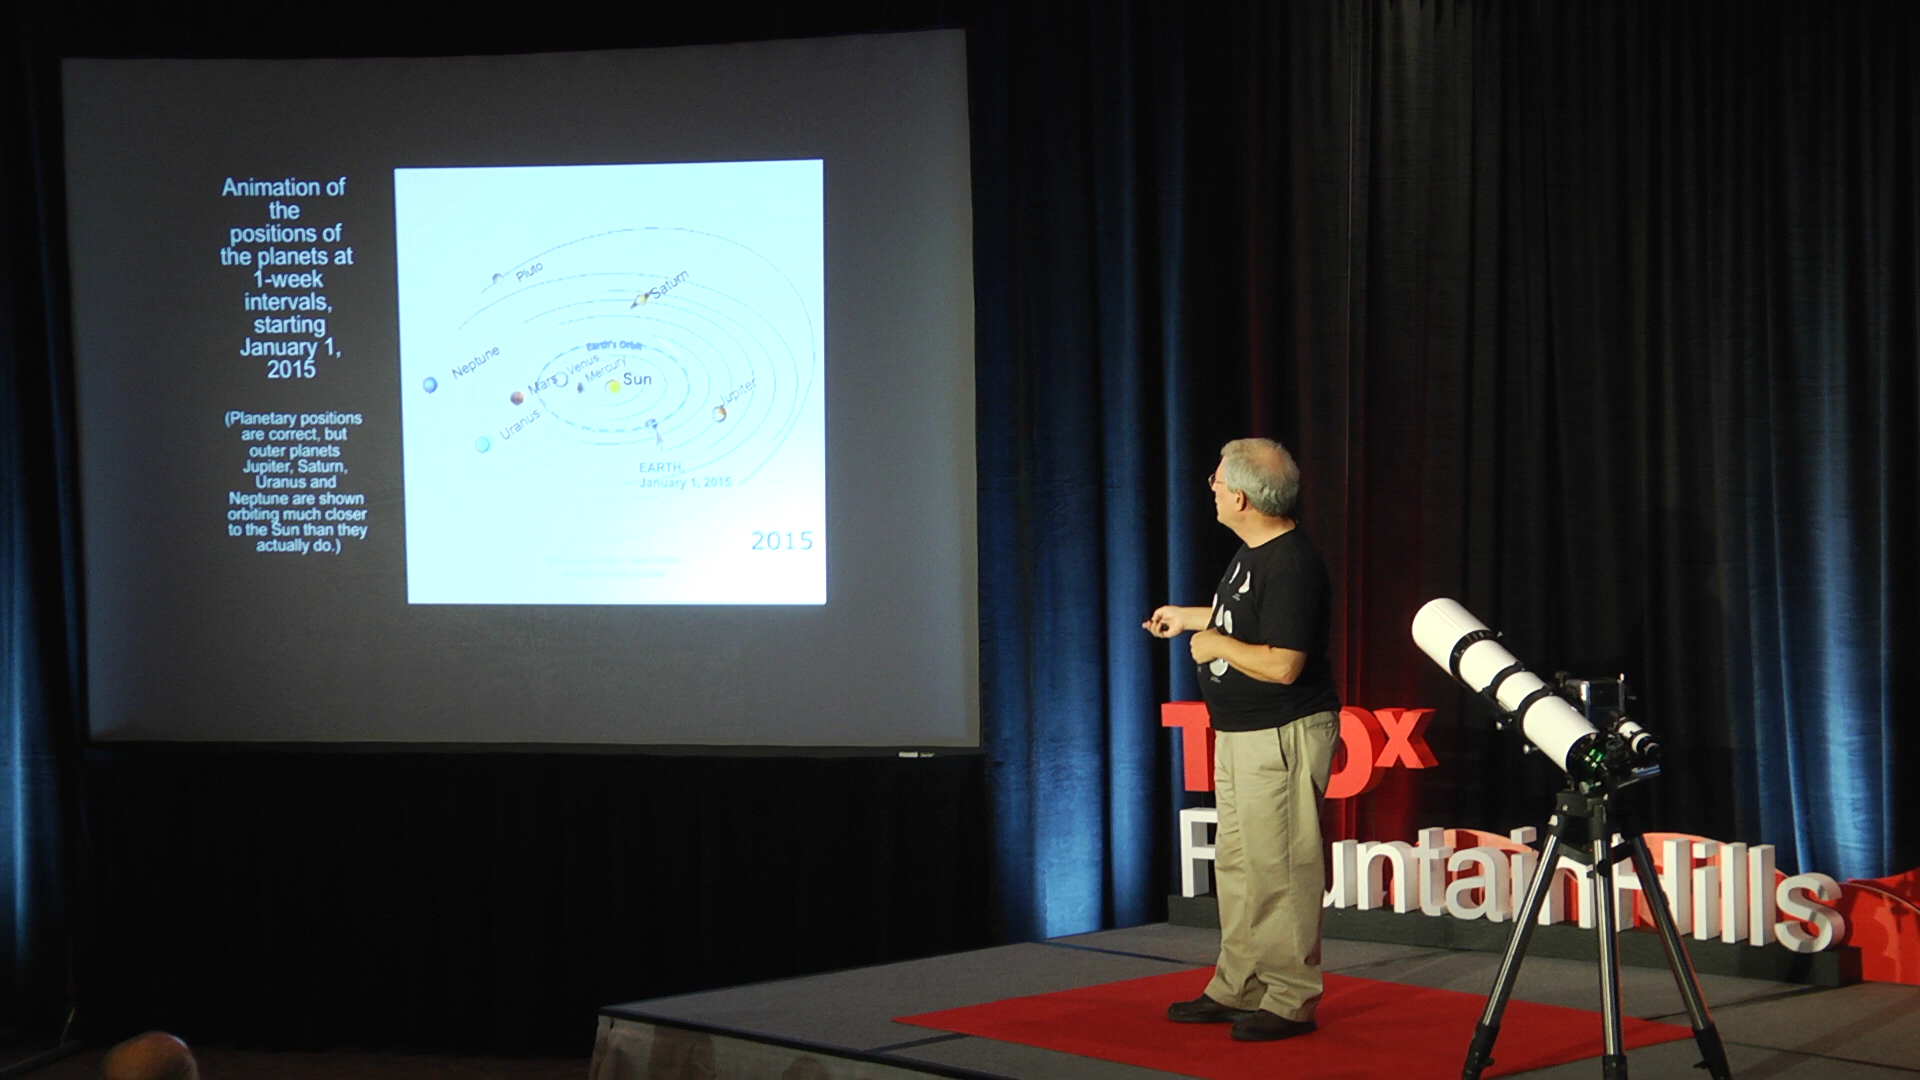 Animation of
the
positions of
the planets at
1-week
intervals,
starting
January 1,
2015
(Planetary positions
are correct, but
outer planets
Jupiter, Saturn,
Uranus and
Neptune are shown
orbiting much closer
to the Sun than they
actually do.)
Pluto
Saturn
Earth's Orbit
Neptune
Venus
Mars
Mercury
Sun
Jupiter
Uranus
EARTH,
January 1, 2015
2015